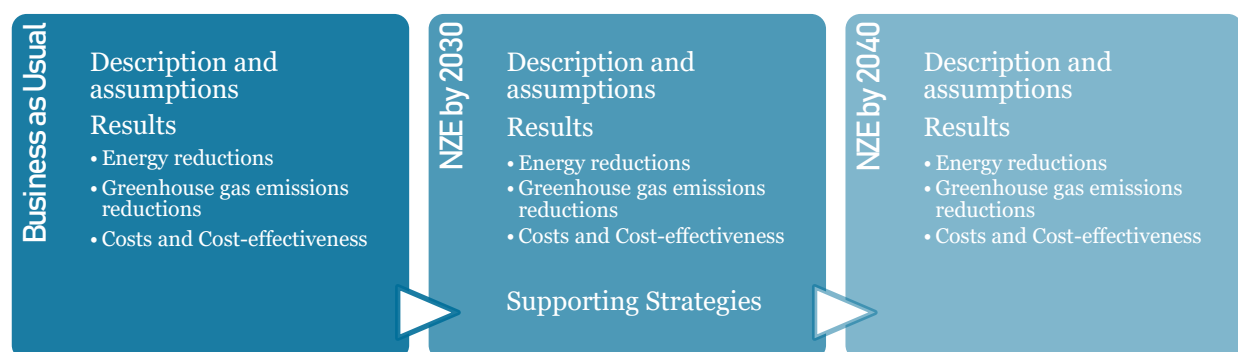 Business as Usual
Description and
assumptions
Results
• Energy reductions
• Greenhouse gas emissions
reductions
• Costs and Cost-effectiveness
NZE by 2030
Description and
assumptions
Results
• Energy reductions
• Greenhouse gas emissions
reductions
• Costs and Cost-effectiveness
Supporting Strategies
NZE by 2040
Description and
assumptions
Results
• Energy reductions
• Greenhouse gas emissions
reductions
• Costs and Cost-effectiveness